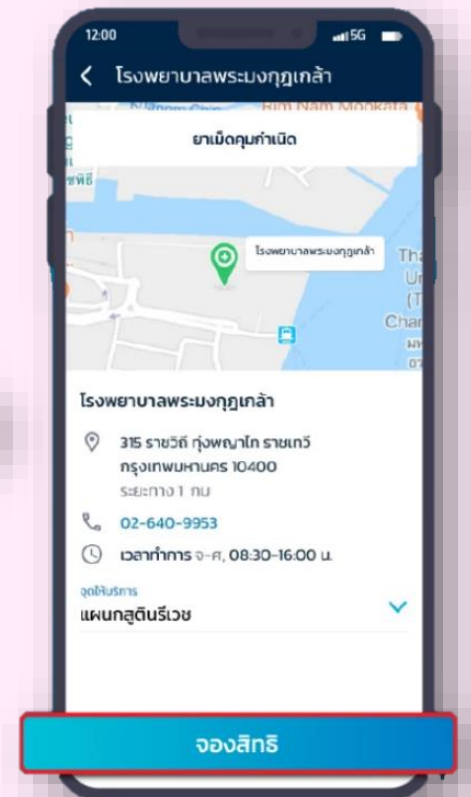 12:00
5G
โรงพยาบาลพระมงกุฎเกล้า
Rim Nam Mookata
ยาเม็ดคุมกำเนิด
โรงพยาบาลพระมงกุฎเกล้า
Tha
Un
(T
Char
โรงพยาบาลพระมงกุฎเกล้า
315 ราชวิถี ทุ่งพญาไท ราชเทวี
กรุงเทพมหานคร 10400
ระยะทาง 1 กม
02-640-9953
เวลาทำการ จ-ศ, 08:30-16:00 น.
จุดให้บริการ
แผนกสูตินรีเวช
จองสิทธิ